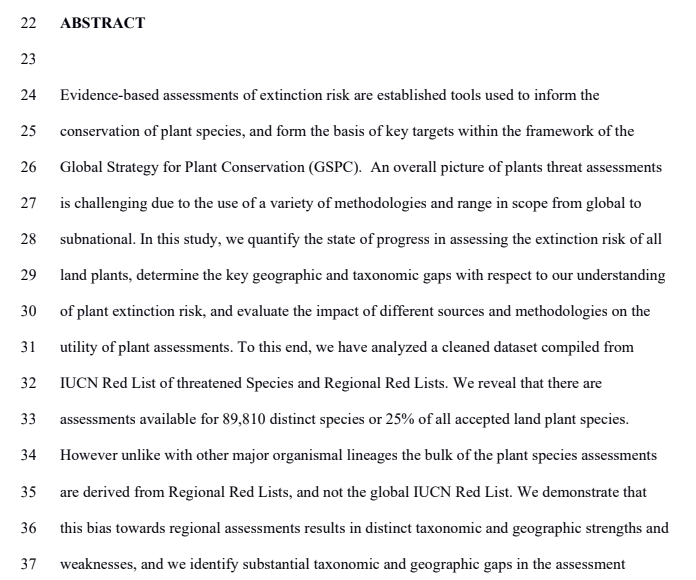 22 ABSTRACT
23
24 Evidence-based assessments of extinction risk are established tools used to inform the
25 conservation of plant species, and form the basis of key targets within the framework of the
26 Global Strategy for Plant Conservation (GSPC).  An overall picture of plants threat assessments
27 is challenging due to the use of a variety of methodologies and range in scope from global to
28 subnational. In this study, we quantify the state of progress in assessing the extinction risk of all
29 land plants, determine the key geographic and taxonomic gaps with respect to our understanding
30 of plant extinction risk, and evaluate the impact of different sources and methodologies on the
31 utility of plant assessments. To this end, we have analyzed a cleaned dataset compiled from
32 IUCN Red List of threatened Species and Regional Red Lists. We reveal that there are
33 assessments available for 89,810 distinct species or 25% of all accepted land plant species.
34 However unlike with other major organismal lineages the bulk of the plant species assessments
35 are derived from Regional Red Lists, and not the global IUCN Red List. We demonstrate that
36 this bias towards regional assessments results in distinct taxonomic and geographic strengths and
37 weaknesses, and we identify substantial taxonomic and geographic gaps in the assessment